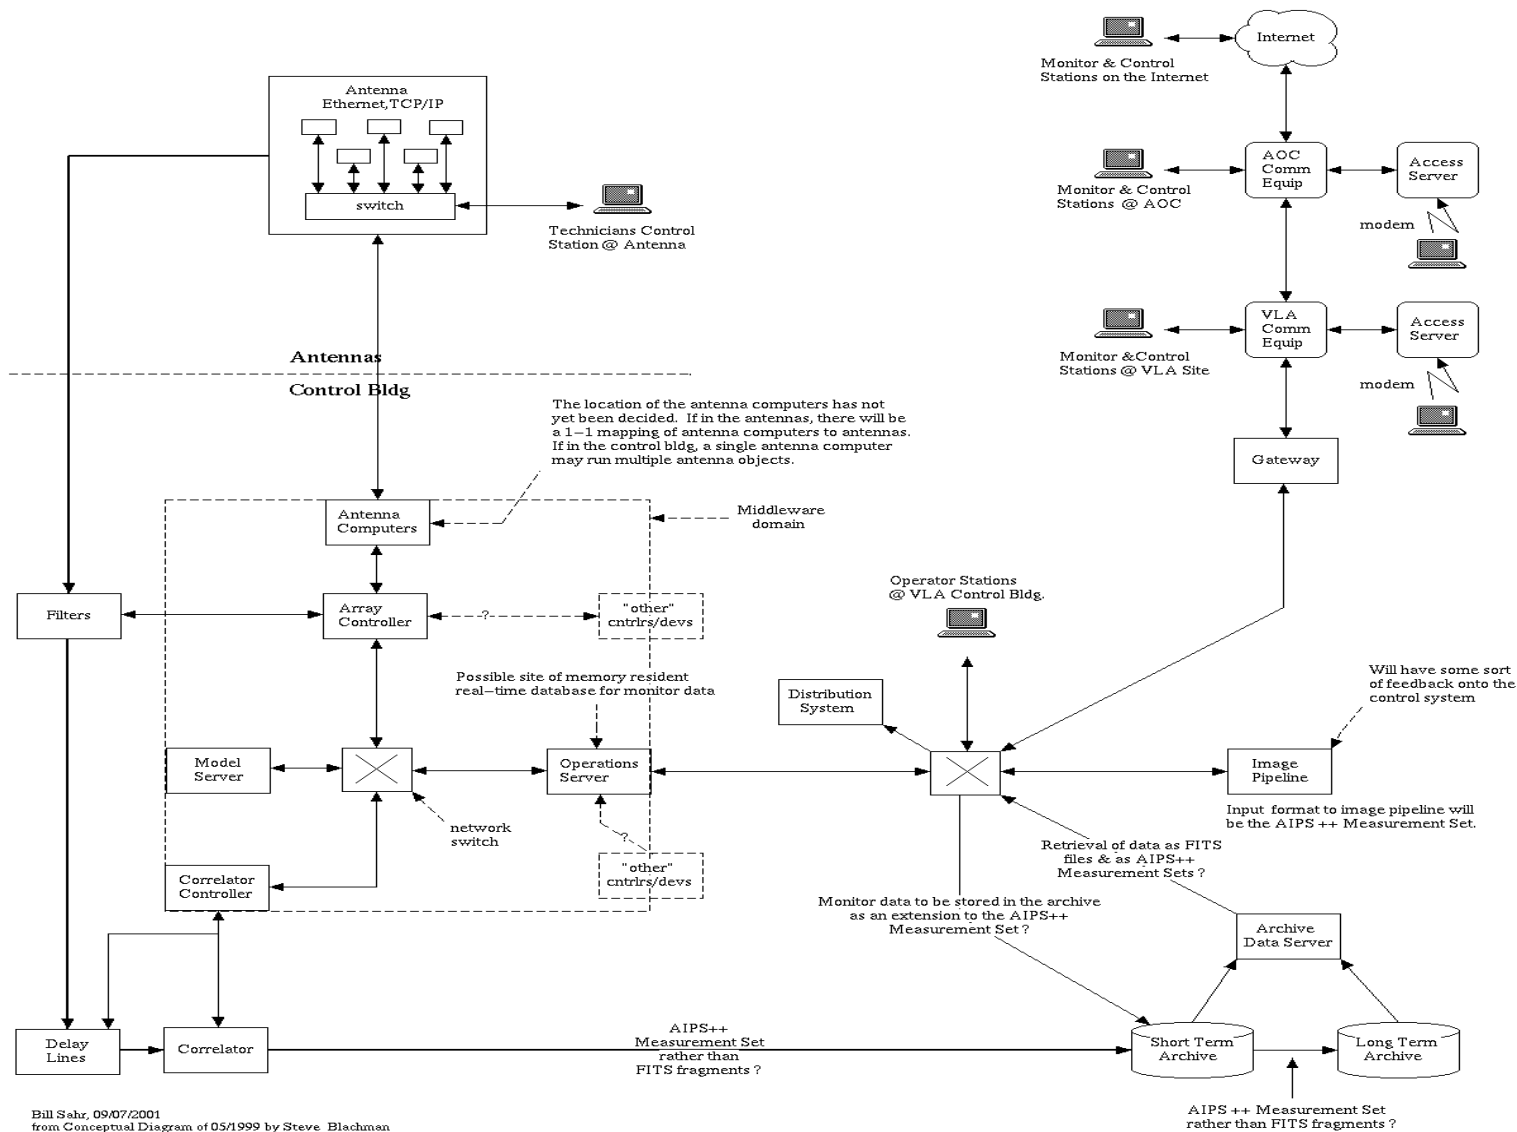 Internet
Monitor & Control
Stations on the Internet
Antenna
Ethernet,TCP/IP
switch
Technicians Control
Station @ Antenna
AOC
Comm
Equip
Access
Server
Monitor & Control
Stations @ AOC
modem
VLA
Comm
Equip
Access
Server
Monitor &Control
Stations @ VLA Site
modem
Antennas
Control Bldg
The location of the antenna computers has not
yet been decided. If in the antennas, there will be
a 1-1 mapping of antenna computers to antennas.
If in the control bldg, a single antenna computer
may run multiple antenna objects.
Gateway
Antenna
Computers
Middleware
domain
Filters
Array
Controller
?
"other"
cntrlrs/devs
Operator Stations
@ VLA Control Bldg.
Possible site of memory resident
real-time database for monitor data
Distribution
System
Will have some sort
of feedback onto the
control system
Model
Server
Operations
Server
Image
Pipeline
network
switch
?
Input format to image pipeline will
be the AIPS ++ Measurement Set.
Correlator
Controller
"other"
cntrlrs/devs
Retrieval of data as FITS
files & as AIPS++
Measurement Sets ?
Monitor data to be stored in the archive
as an extension to the AIPS++
Measurement Set ?
Archive
Data Server
Delay
Lines
Correlator
AIPS++
Measurement Set
rather than
FITS fragments ?
Short Term
Archive
Long Term
Archive
AIPS ++ Measurement Set
rather than FITS fragments ?
Bill Sahr, 09/07/2001
from Conceptual Diagram of 05/1999 by Steve Blachman